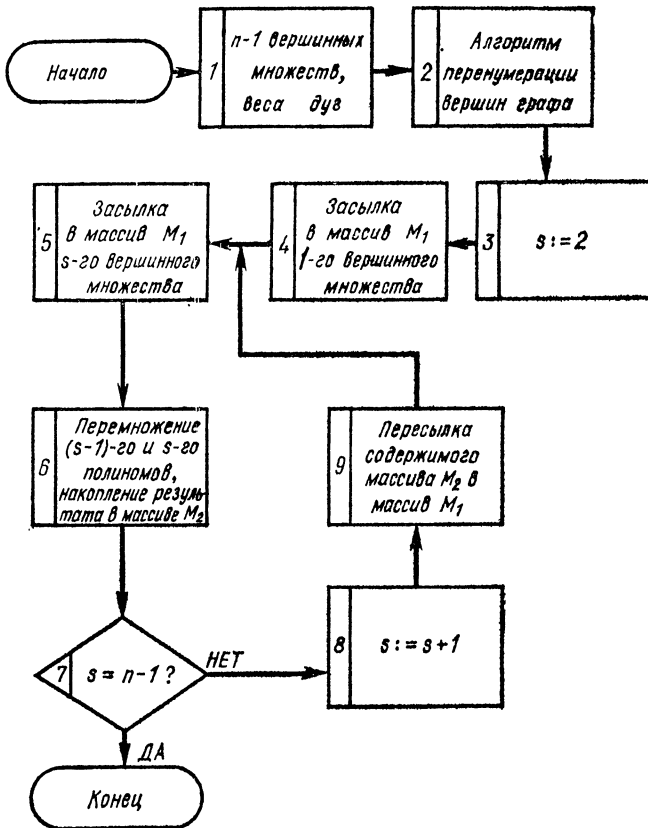 Начало
1
n-1 вершинных
множеств,
веса дуг
2
Алгоритм
перенумерации
вершин графа
5
Засылка
в массив M₁
s-го вершинного
множества
4
Засылка
в массив M₁
1-го вершинного
множества
3
s:=2
6
Перемножение
(s-1)-го и s-го
полиномов,
накопление резуль-
тата в массиве M₂
9
Пересылка
содержимого
массива M₂ в
массив M₁
7
s = n-1 ?
НЕТ
8
s:= s+1
ДА
Конец